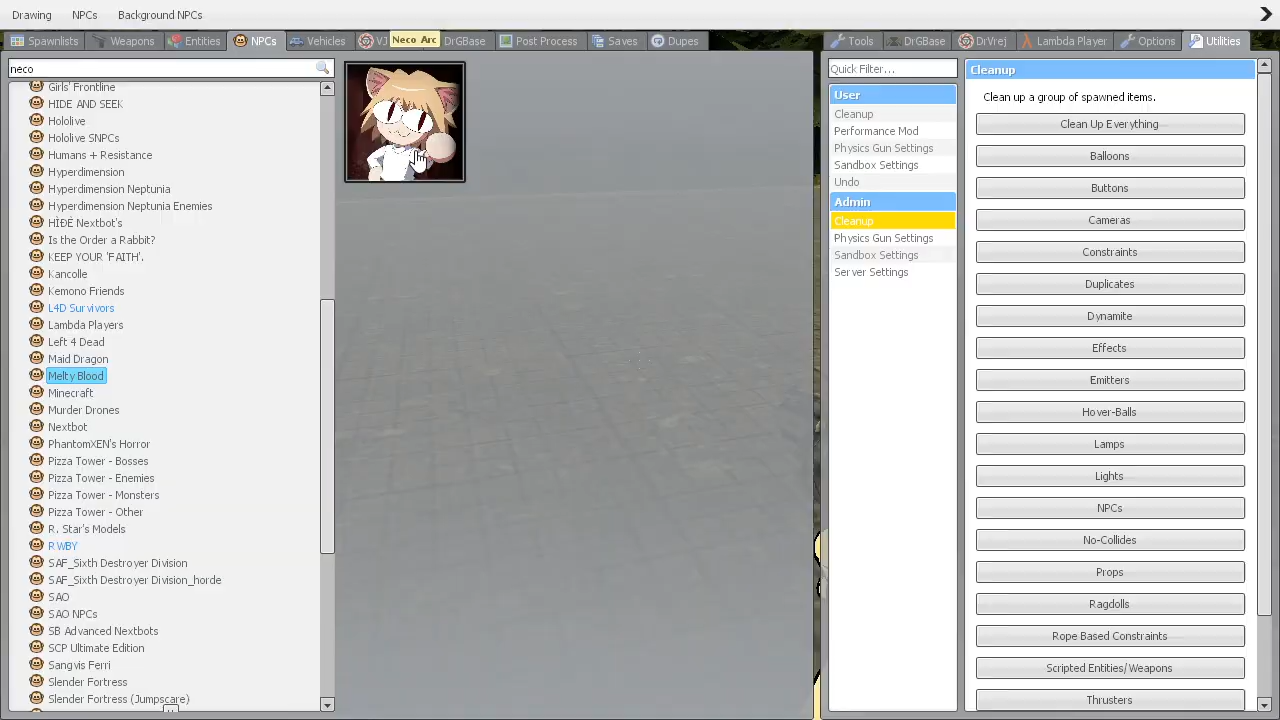 Drawing NPCs Background NPCs
Spawnlists Weapons Entities NPCs Vehicles VJ Neco Arc DrGBase Post Process Saves Dupes
neco
Girls' Frontline
HIDE AND SEEK
Hololive
Hololive SNPCs
Humans + Resistance
Hyperdimension
Hyperdimension Neptunia
Hyperdimension Neptunia Enemies
HÌĐÈ Nextbot's
Is the Order a Rabbit?
Kancolle
Kemono Friends
L4D Survivors
Lambda Players
Left 4 Dead
Maid Dragon
Melty Blood
Minecraft
Murder Drones
Nextbot
PhantomXEN's Horror
Pizza Tower - Bosses
Pizza Tower - Enemies
Pizza Tower - Monsters
Pizza Tower - Other
R. Star's Models
RWBY
SAF_Sixth Destroyer Division
SAF_Sixth Destroyer Division_horde
SAO
SAO NPCs
SB Advanced Nextbots
SCP Ultimate Edition
Sangvis Ferri
Slender Fortress
Slender Fortress (Jumpscare)
Tools DrGBase DrVrej Lambda Player Options Utilities
Quick Filter...
User
Cleanup
Performance Mod
Physics Gun Settings
Sandbox Settings
Undo
Admin
Cleanup
Physics Gun Settings
Sandbox Settings
Server Settings
Cleanup
Clean up a group of spawned items.
Clean Up Everything
Balloons
Buttons
Cameras
Constraints
Duplicates
Dynamite
Effects
Emitters
Hover-Balls
Lamps
Lights
NPCs
No-Collides
Props
Ragdolls
Rope Based Constraints
Scripted Entities/Weapons
Thrusters